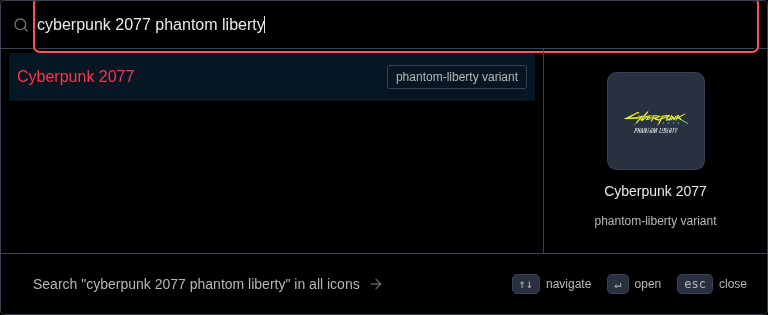 cyberpunk 2077 phantom liberty
Cyberpunk 2077 phantom-liberty variant
CYBERPUNK
PHANTOM LIBERTY
Cyberpunk 2077
phantom-liberty variant
Search "cyberpunk 2077 phantom liberty" in all icons → ↑↓ navigate ↵ open esc close